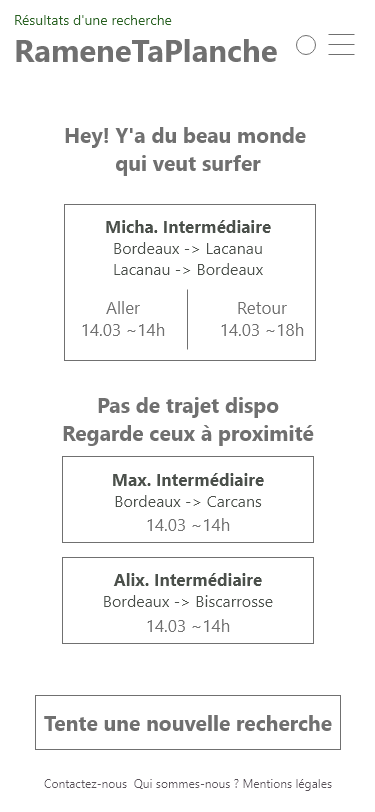 Résultats d'une recherche
RameneTaPlanche
Hey! Y'a du beau monde
qui veut surfer
Micha. Intermédiaire
Bordeaux -> Lacanau
Lacanau -> Bordeaux
Aller Retour
14.03 ~14h 14.03 ~18h
Pas de trajet dispo
Regarde ceux à proximité
Max. Intermédiaire
Bordeaux -> Carcans
14.03 ~14h
Alix. Intermédiaire
Bordeaux -> Biscarrosse
14.03 ~14h
Tente une nouvelle recherche
Contactez-nous Qui sommes-nous ? Mentions légales